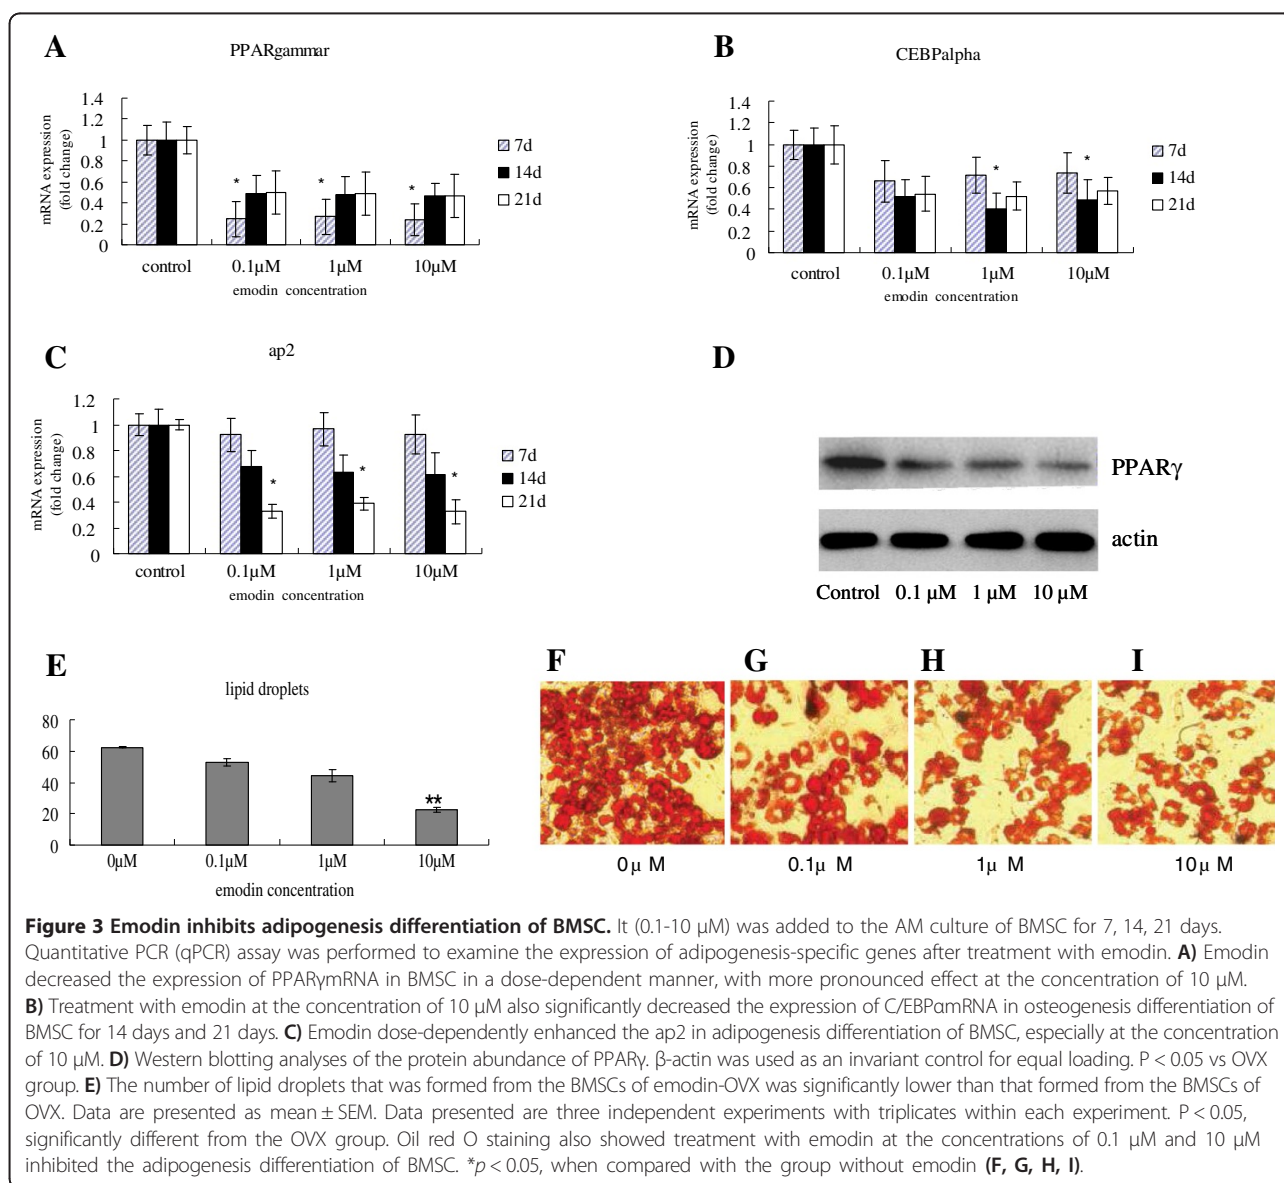 A
PPARgammar
mRNA expression
(fold change)
1.4
1.2
1
0.8
0.6
0.4
0.2
0
* * *
control 0.1μM 1μM 10μM
emodin concentration
7d
14d
21d
B
CEBPalpha
mRNA expression
(fold change)
1.4
1.2
1
0.8
0.6
0.4
0.2
0
* *
control 0.1μM 1μM 10μM
emodin concentration
7d
14d
21d
C
ap2
mRNA expression
(fold change)
1.2
1
0.8
0.6
0.4
0.2
0
* * *
control 0.1μM 1μM 10μM
emodin concentration
7d
14d
21d
D
PPARγ
actin
Control 0.1 μM 1 μM 10 μM
E
lipid droplets
80
60
40
20
0
**
0μM 0.1μM 1μM 10μM
emodin concentration
F G H I
0μ M 0.1μ M 1μ M 10μ M
Figure 3 Emodin inhibits adipogenesis differentiation of BMSC. It (0.1-10 μM) was added to the AM culture of BMSC for 7, 14, 21 days.
Quantitative PCR (qPCR) assay was performed to examine the expression of adipogenesis-specific genes after treatment with emodin. A) Emodin
decreased the expression of PPARγmRNA in BMSC in a dose-dependent manner, with more pronounced effect at the concentration of 10 μM.
B) Treatment with emodin at the concentration of 10 μM also significantly decreased the expression of C/EBPαmRNA in osteogenesis differentiation of
BMSC for 14 days and 21 days. C) Emodin dose-dependently enhanced the ap2 in adipogenesis differentiation of BMSC, especially at the concentration
of 10 μM. D) Western blotting analyses of the protein abundance of PPARγ. β-actin was used as an invariant control for equal loading. P < 0.05 vs OVX
group. E) The number of lipid droplets that was formed from the BMSCs of emodin-OVX was significantly lower than that formed from the BMSCs of
OVX. Data are presented as mean ± SEM. Data presented are three independent experiments with triplicates within each experiment. P < 0.05,
significantly different from the OVX group. Oil red O staining also showed treatment with emodin at the concentrations of 0.1 μM and 10 μM
inhibited the adipogenesis differentiation of BMSC. *p < 0.05, when compared with the group without emodin (F, G, H, I).